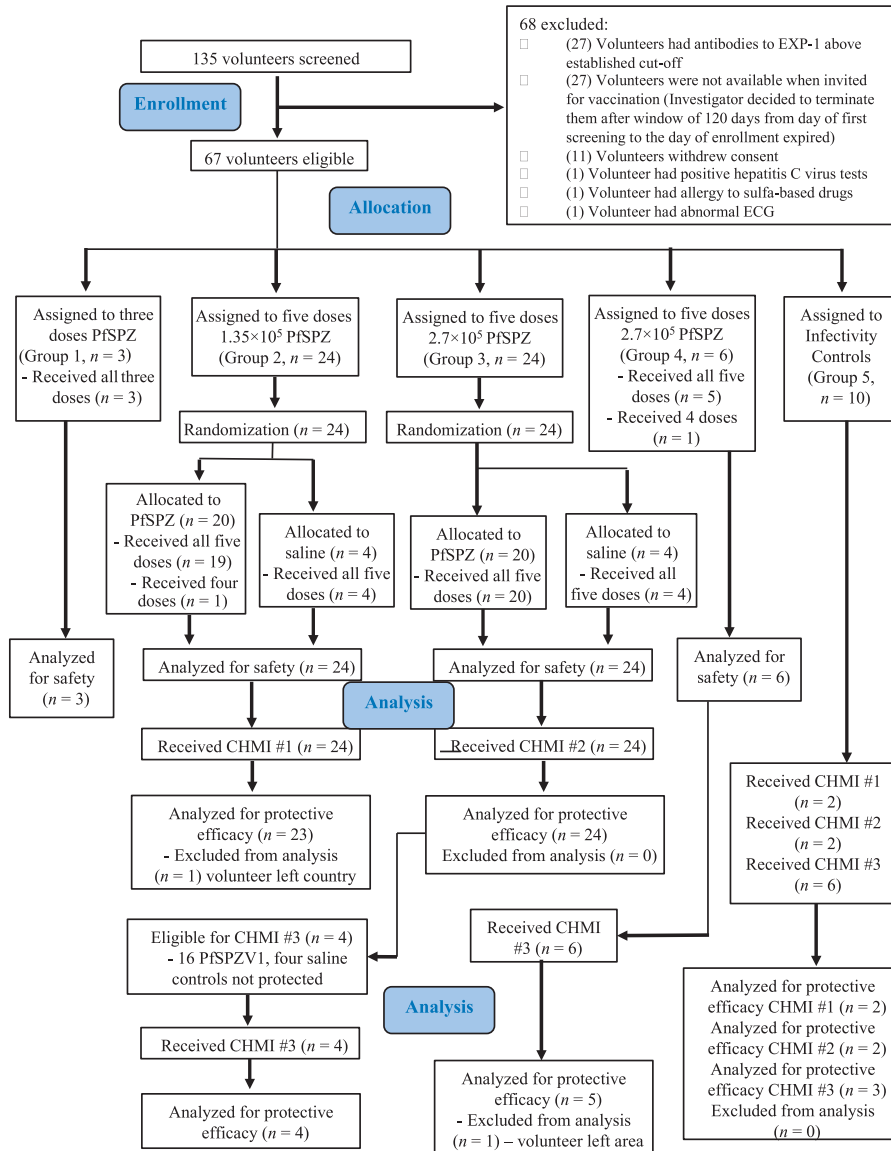 135 volunteers screened
68 excluded:
(27) Volunteers had antibodies to EXP-1 above
established cut-off
(27) Volunteers were not available when invited
for vaccination (Investigator decided to terminate
them after window of 120 days from day of first
screening to the day of enrollment expired)
(11) Volunteers withdrew consent
(1) Volunteer had positive hepatitis C virus tests
(1) Volunteer had allergy to sulfa-based drugs
(1) Volunteer had abnormal ECG
Enrollment
67 volunteers eligible
Allocation
Assigned to three
doses PfSPZ
(Group 1, n = 3)
- Received all three
doses (n = 3)
Assigned to five doses
1.35×10⁵ PfSPZ
(Group 2, n = 24)
Assigned to five doses
2.7×10⁵ PfSPZ
(Group 3, n = 24)
Assigned to five doses
2.7×10⁵ PfSPZ
(Group 4, n = 6)
- Received all five
doses (n = 5)
- Received 4 doses
(n = 1)
Assigned to
Infectivity
Controls
(Group 5,
n = 10)
Randomization (n = 24)
Randomization (n = 24)
Allocated to
PfSPZ (n = 20)
- Received all five
doses (n = 19)
- Received four
doses (n = 1)
Allocated to
saline (n = 4)
- Received all five
doses (n = 4)
Allocated to
PfSPZ (n = 20)
- Received all five
doses (n = 20)
Allocated to
saline (n = 4)
- Received all
five doses (n = 4)
Analyzed
for safety
(n = 3)
Analyzed for safety (n = 24)
Analyzed for safety (n = 24)
Analyzed for
safety (n = 6)
Analysis
Received CHMI #1 (n = 24)
Received CHMI #2 (n = 24)
Received CHMI #1
(n = 2)
Received CHMI #2
(n = 2)
Received CHMI #3
(n = 6)
Analyzed for protective
efficacy (n = 23)
- Excluded from analysis
(n = 1) volunteer left country
Analyzed for protective
efficacy (n = 24)
Excluded from analysis (n = 0)
Eligible for CHMI #3 (n = 4)
- 16 PfSPZV1, four saline
controls not protected
Received CHMI
#3 (n = 6)
Analysis
Received CHMI #3 (n = 4)
Analyzed for protective
efficacy (n = 4)
Analyzed for protective
efficacy (n = 5)
- Excluded from analysis
(n = 1) – volunteer left area
Analyzed for protective
efficacy CHMI #1 (n = 2)
Analyzed for protective
efficacy CHMI #2 (n = 2)
Analyzed for protective
efficacy CHMI #3 (n = 3)
Excluded from analysis
(n = 0)